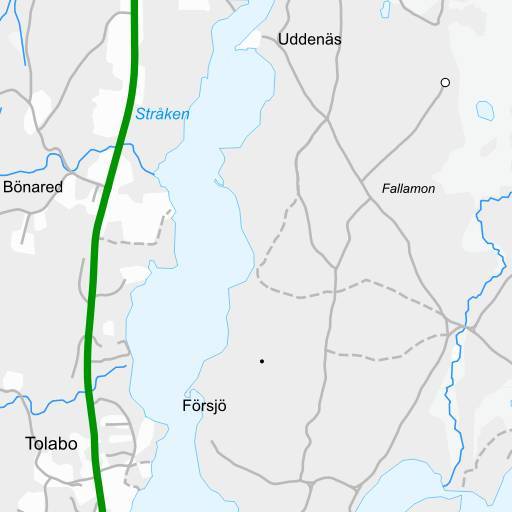 Uddenäs
Stråken
Bönared
Fallamon
Försjö
Tolabo